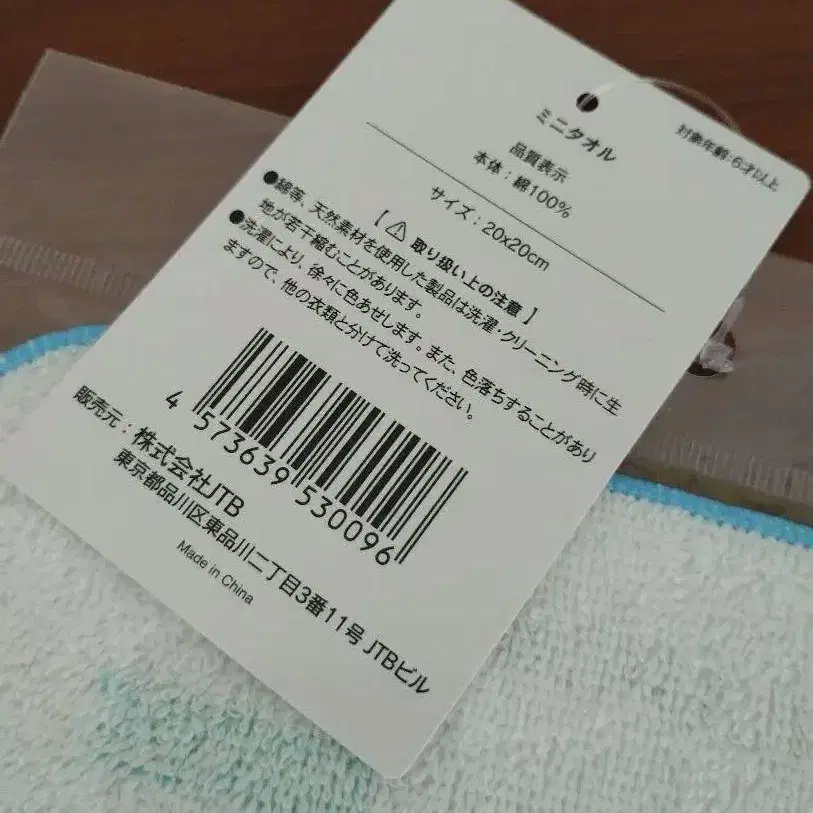 対象年齢：6才以上
ミニタオル
品質表示
本体：綿100%
サイズ：20x20cm
【⚠ 取り扱い上の注意】
●綿等、天然素材を使用した製品は洗濯・クリーニング時に生
地が若干縮むことがあります。
●洗濯により、徐々に色あせします。また、色落ちすることがあり
ますので、他の衣類と分けて洗ってください。
4 573639 530096
販売元：株式会社JTB
東京都品川区東品川二丁目3番11号 JTBビル
Made in China